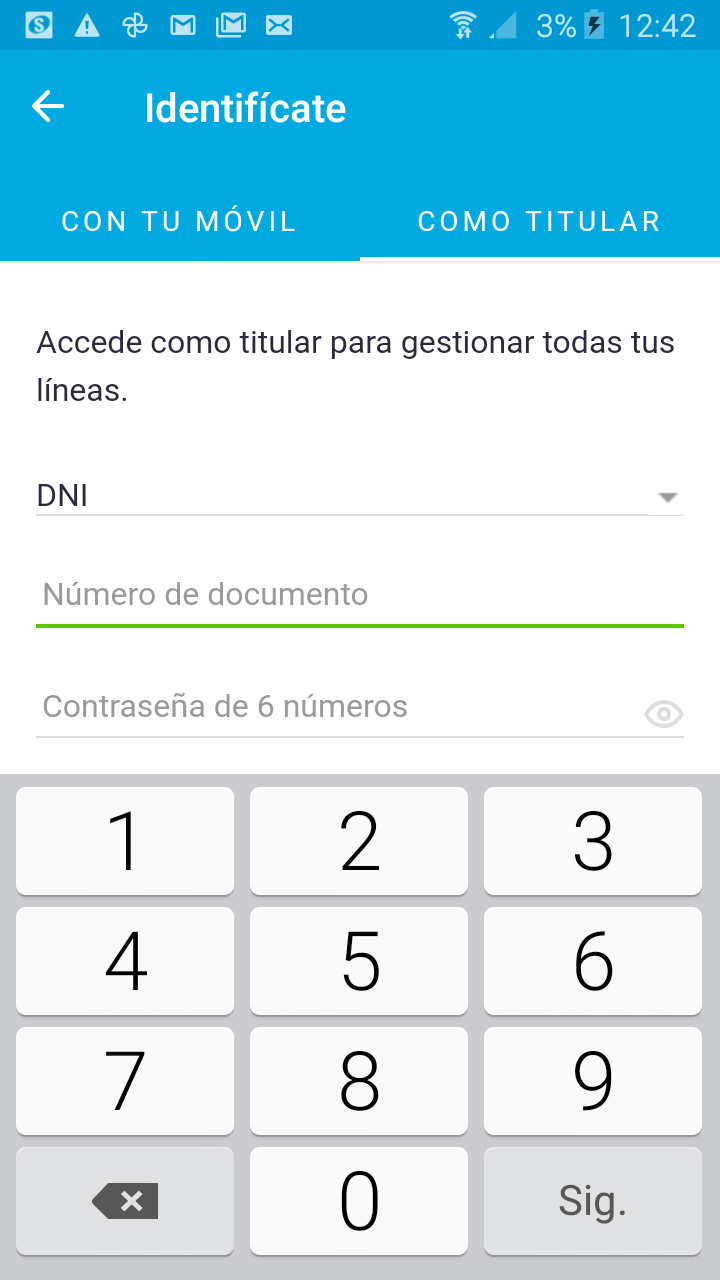 3% 12:42
Identifícate
CON TU MÓVIL COMO TITULAR
Accede como titular para gestionar todas tus
líneas.
DNI
Número de documento
Contraseña de 6 números
1 2 3
4 5 6
7 8 9
0 Sig.